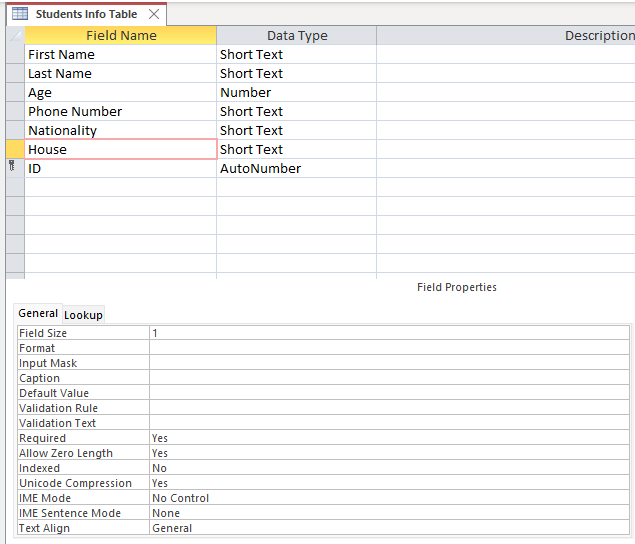 Students Info Table
Field Name Data Type Description
First Name Short Text
Last Name Short Text
Age Number
Phone Number Short Text
Nationality Short Text
House Short Text
ID AutoNumber
Field Properties
General Lookup
Field Size 1
Format
Input Mask
Caption
Default Value
Validation Rule
Validation Text
Required Yes
Allow Zero Length Yes
Indexed No
Unicode Compression Yes
IME Mode No Control
IME Sentence Mode None
Text Align General